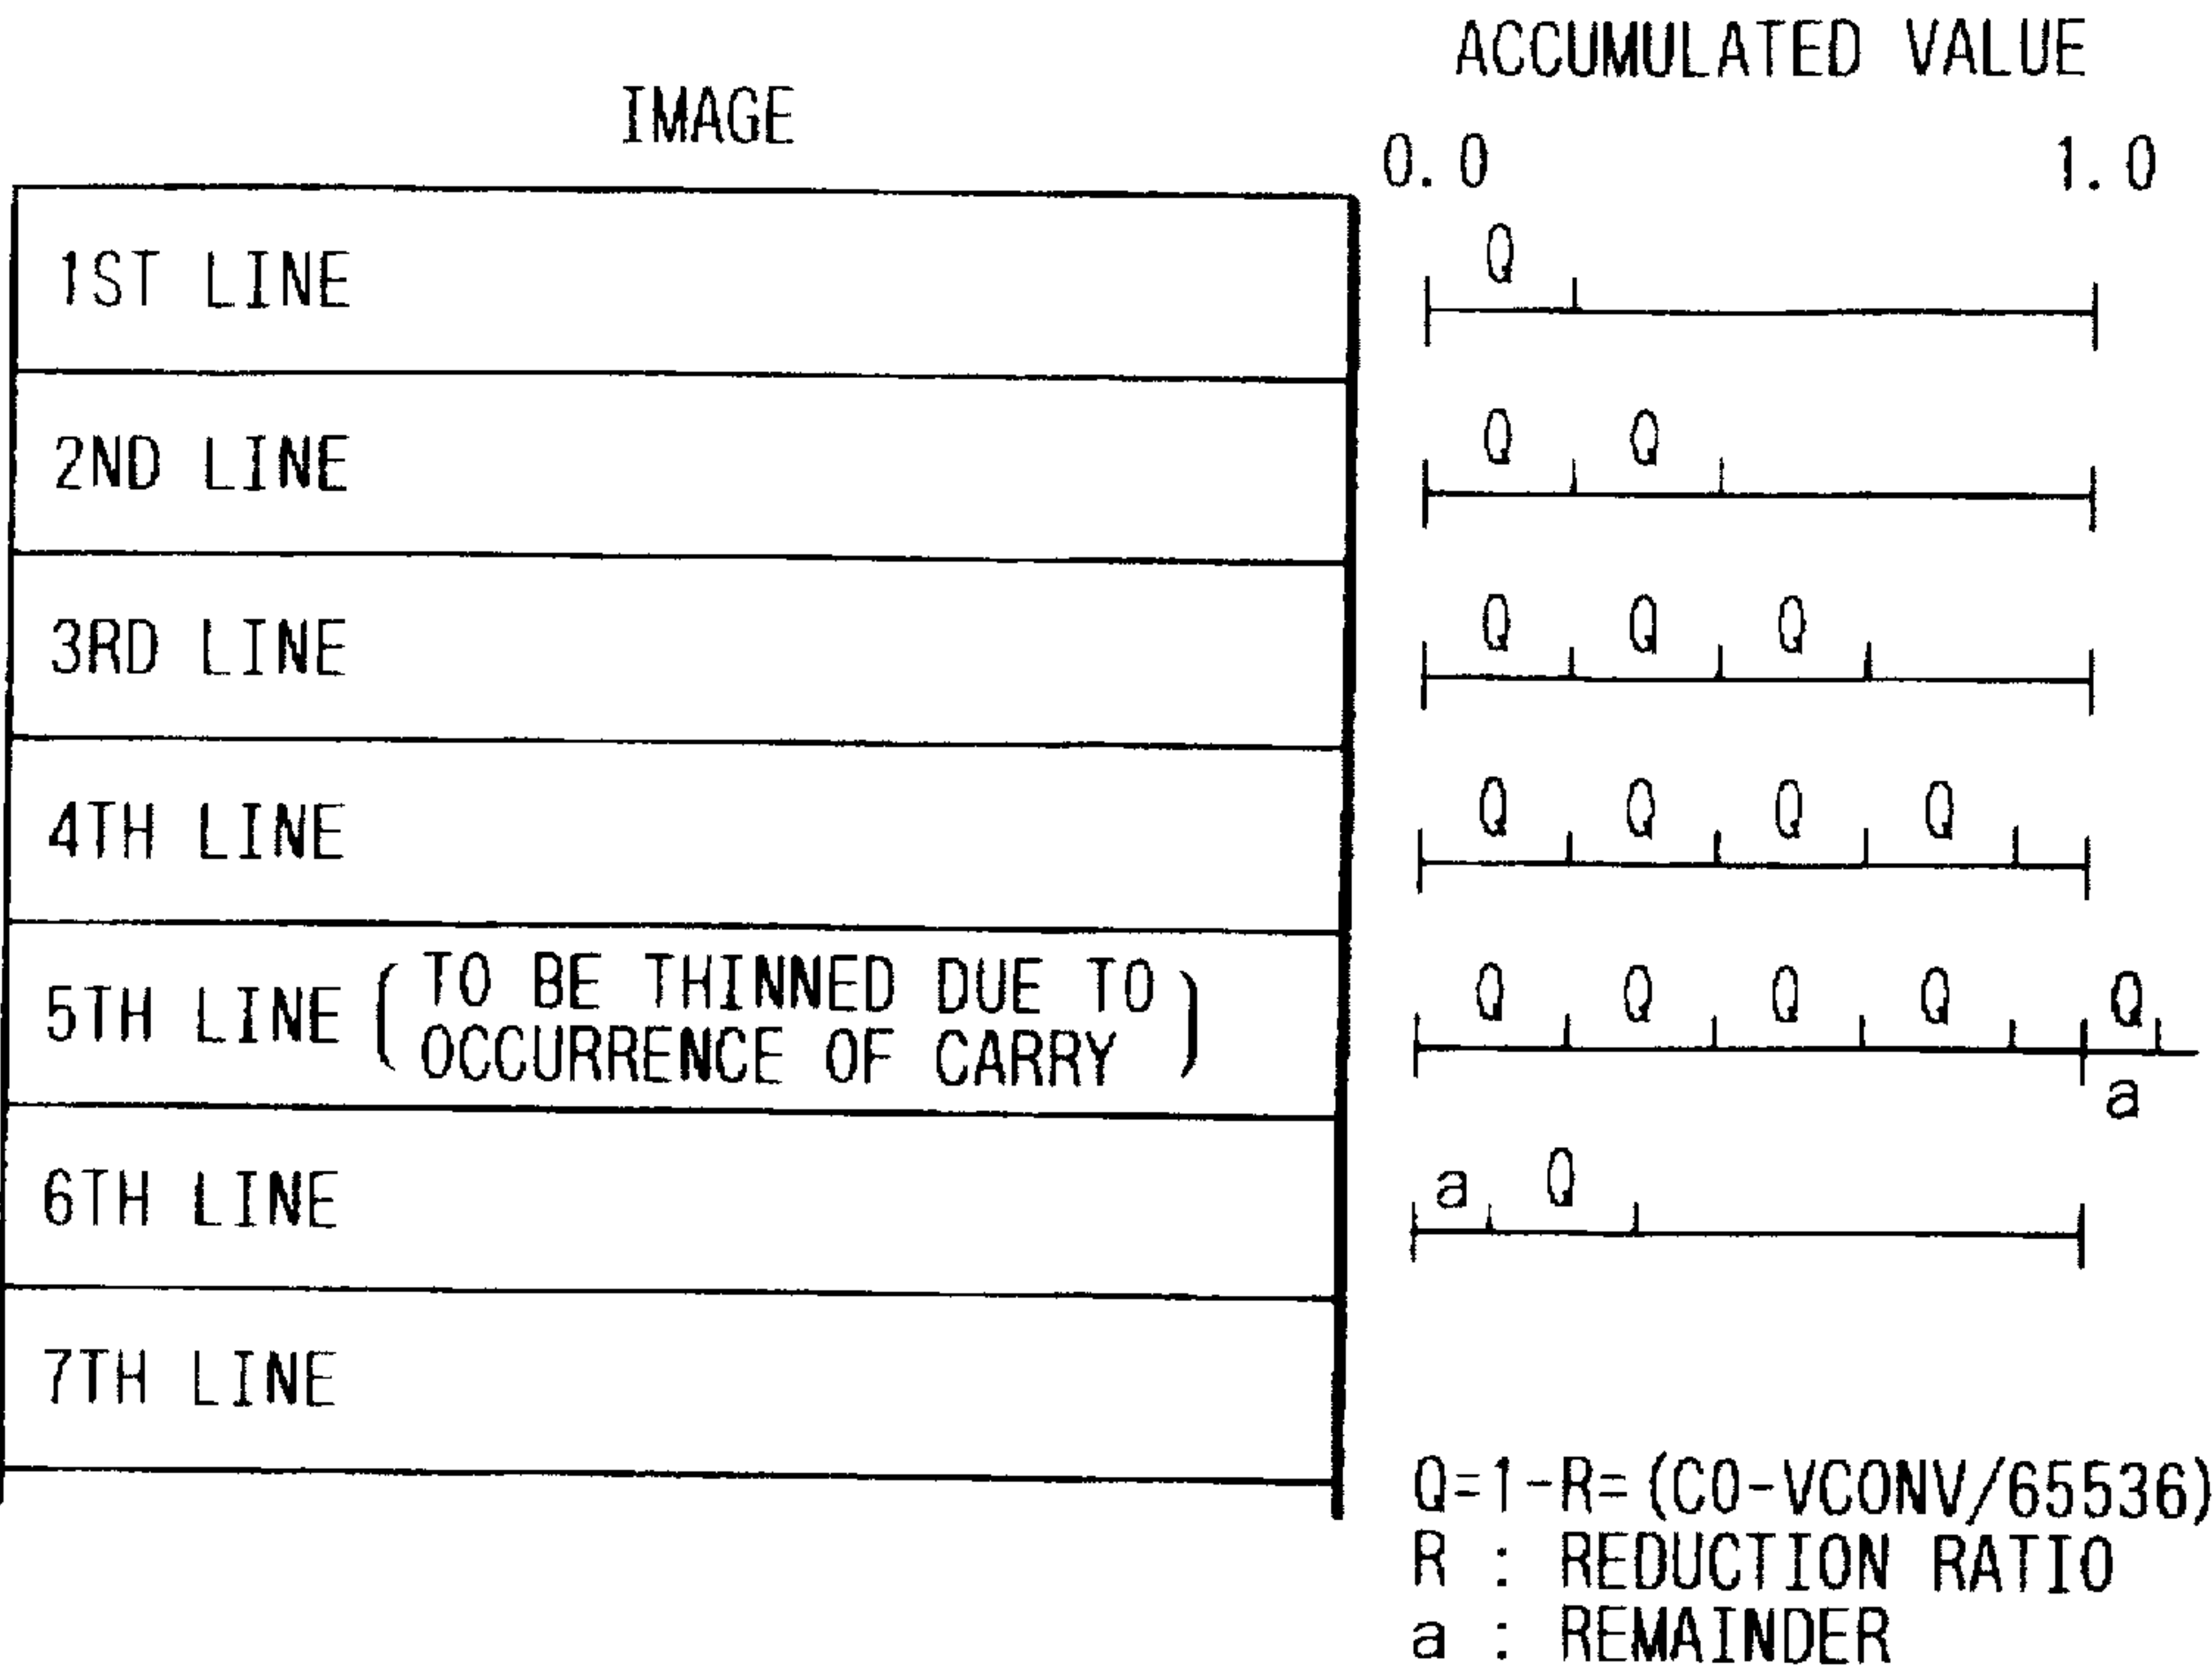 ACCUMULATED VALUE
IMAGE
0.0 1.0
1ST LINE
Q
2ND LINE
Q Q
3RD LINE
Q Q Q
4TH LINE
Q Q Q Q
5TH LINE (TO BE THINNED DUE TO
OCCURRENCE OF CARRY)
Q Q Q Q Q
a
6TH LINE
a Q
7TH LINE
Q=1-R=(C0-VCONV/65536)
R : REDUCTION RATIO
a : REMAINDER